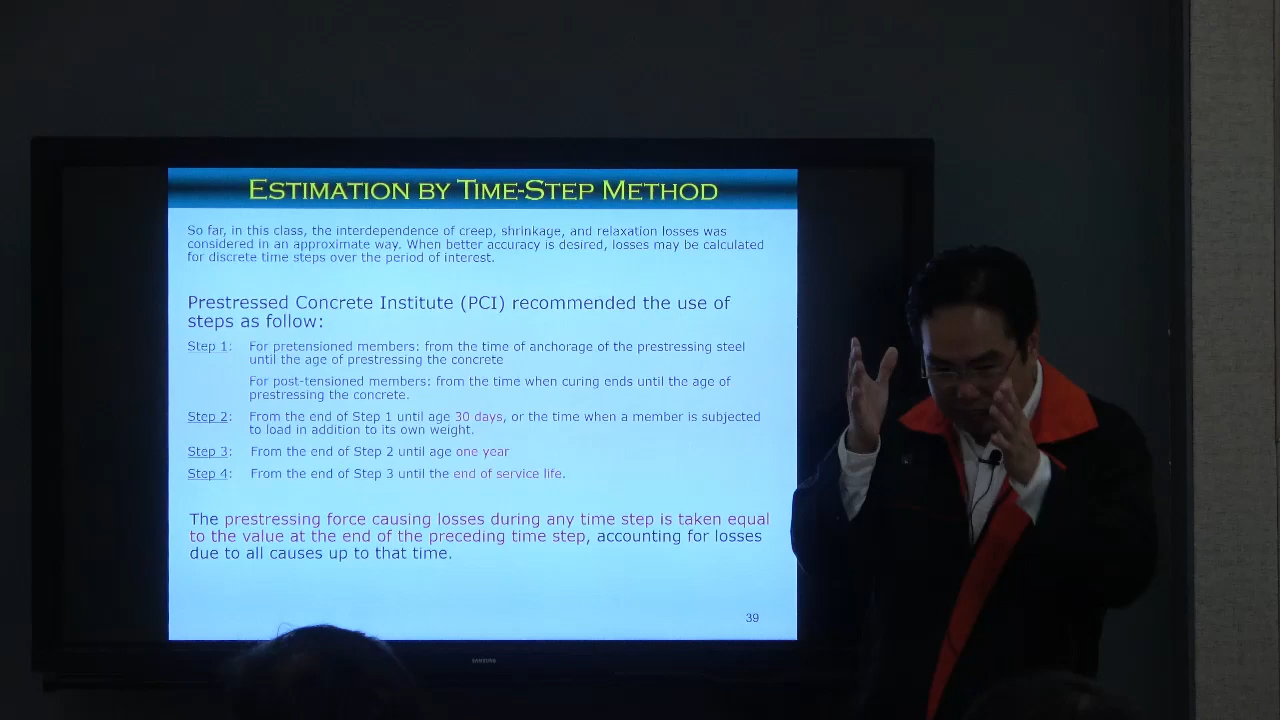 ESTIMATION BY TIME-STEP METHOD
So far, in this class, the interdependence of creep, shrinkage, and relaxation losses was
considered in an approximate way. When better accuracy is desired, losses may be calculated
for discrete time steps over the period of interest.
Prestressed Concrete Institute (PCI) recommended the use of
steps as follow:
Step 1: For pretensioned members: from the time of anchorage of the prestressing steel
until the age of prestressing the concrete
For post-tensioned members: from the time when curing ends until the age of
prestressing the concrete.
Step 2: From the end of Step 1 until age 30 days, or the time when a member is subjected
to load in addition to its own weight.
Step 3: From the end of Step 2 until age one year
Step 4: From the end of Step 3 until the end of service life.
The prestressing force causing losses during any time step is taken equal
to the value at the end of the preceding time step, accounting for losses
due to all causes up to that time.
39
SAMSUNG